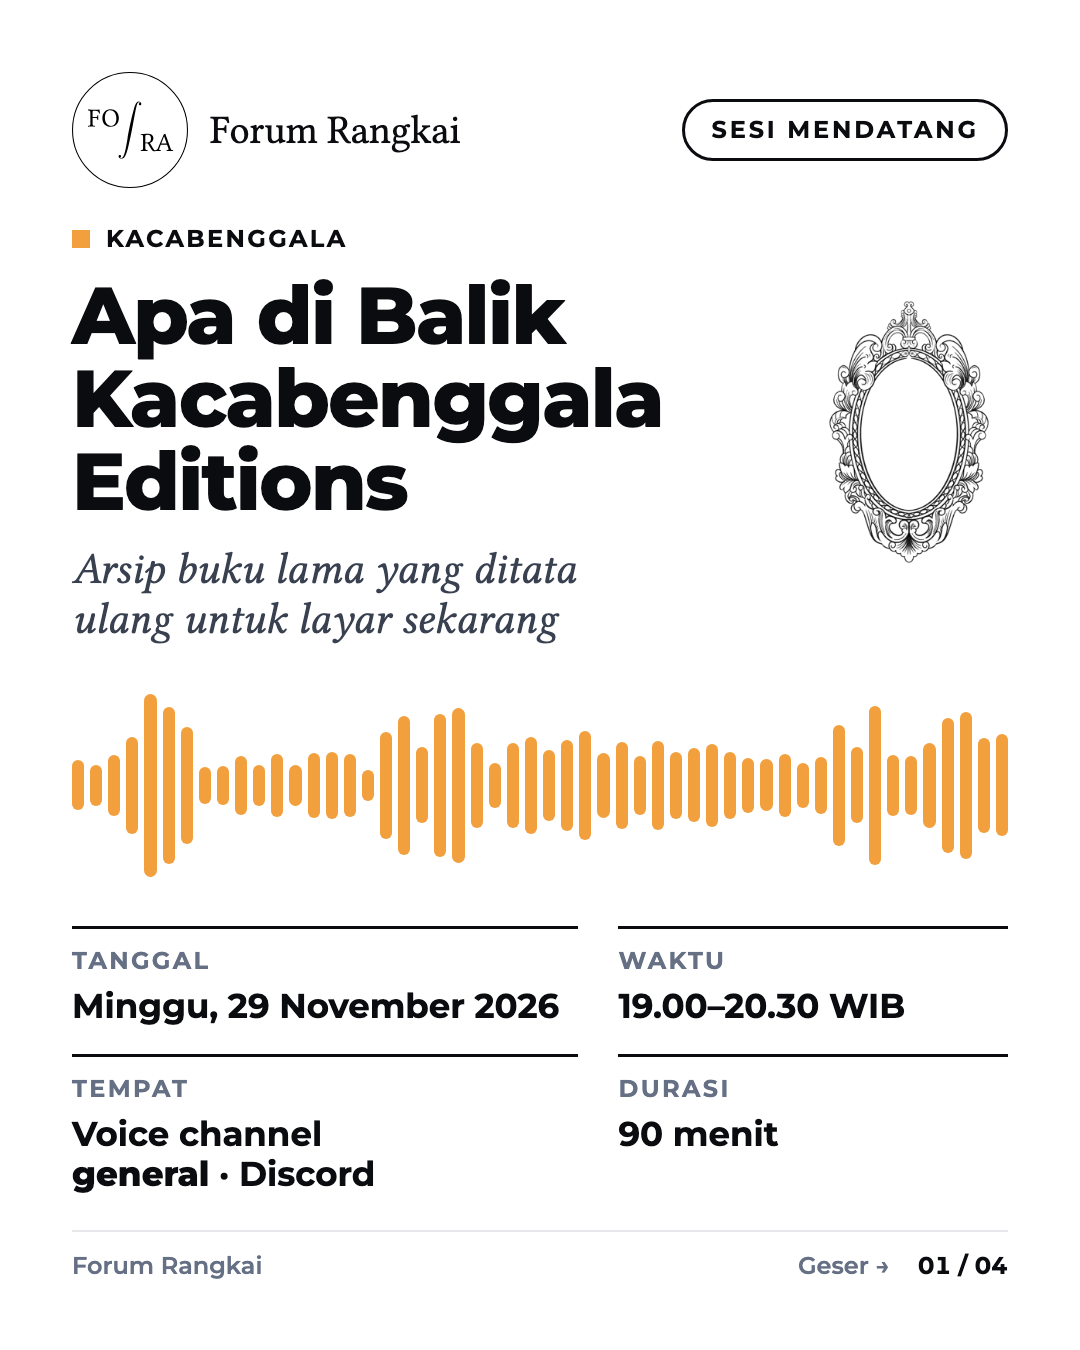 FO
RA
Forum Rangkai
SESI MENDATANG
KACABENGGALA
Apa di Balik
Kacabenggala
Editions
Arsip buku lama yang ditata
ulang untuk layar sekarang
TANGGAL
Minggu, 29 November 2026
WAKTU
19.00–20.30 WIB
TEMPAT
Voice channel
general · Discord
DURASI
90 menit
Forum Rangkai
Geser → 01 / 04